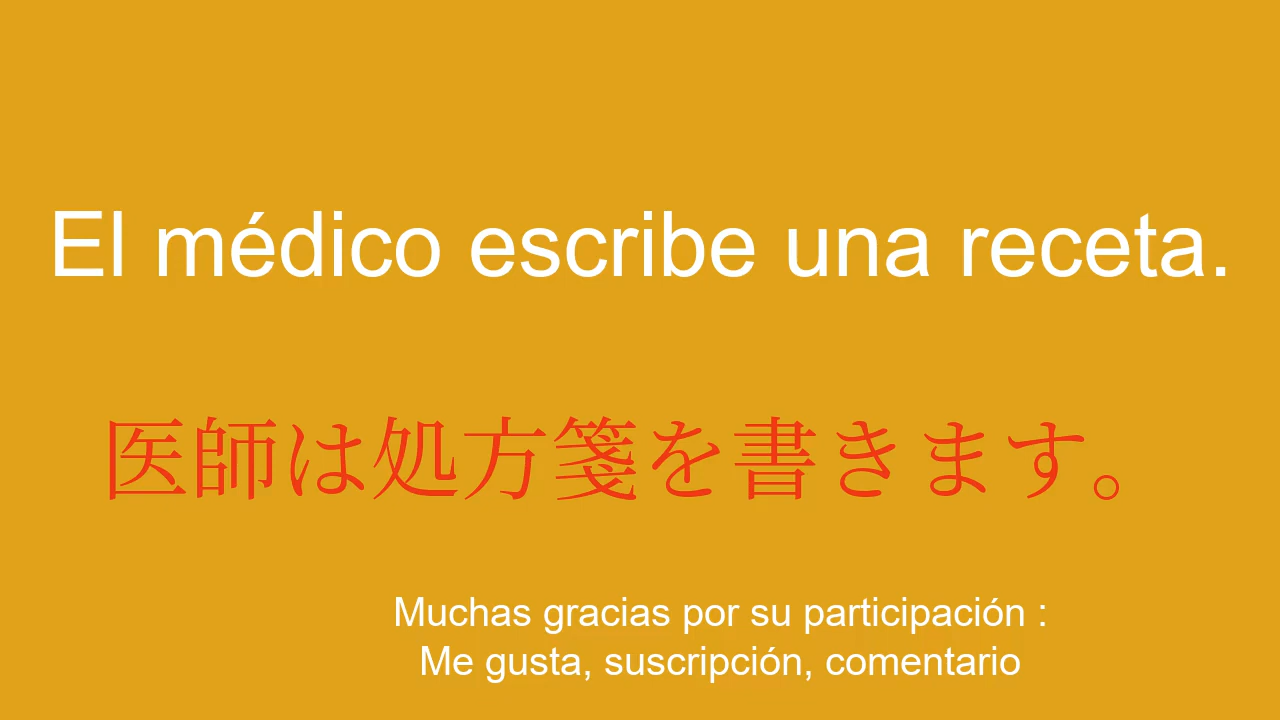 El médico escribe una receta.
医師は処方箋を書きます。
Muchas gracias por su participación :
Me gusta, suscripción, comentario